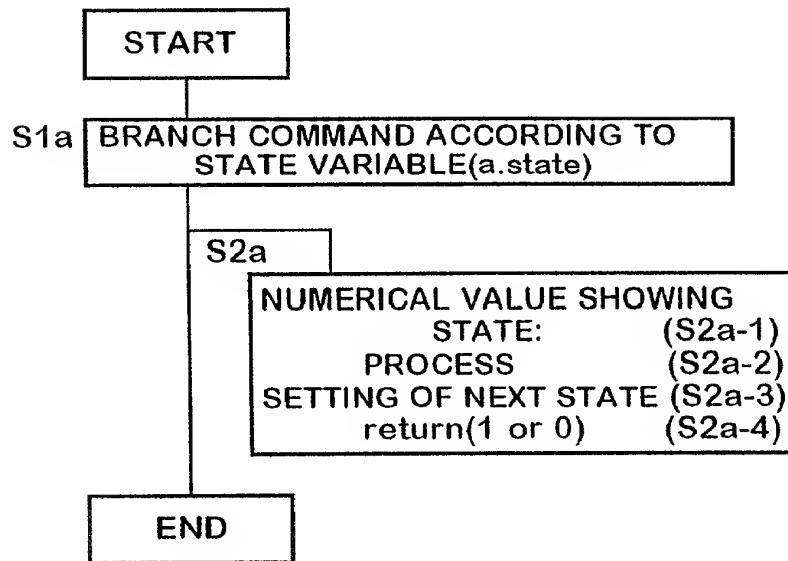 START
S1a BRANCH COMMAND ACCORDING TO
STATE VARIABLE(a.state)
S2a
NUMERICAL VALUE SHOWING
STATE: (S2a-1)
PROCESS (S2a-2)
SETTING OF NEXT STATE (S2a-3)
return(1 or 0) (S2a-4)
END